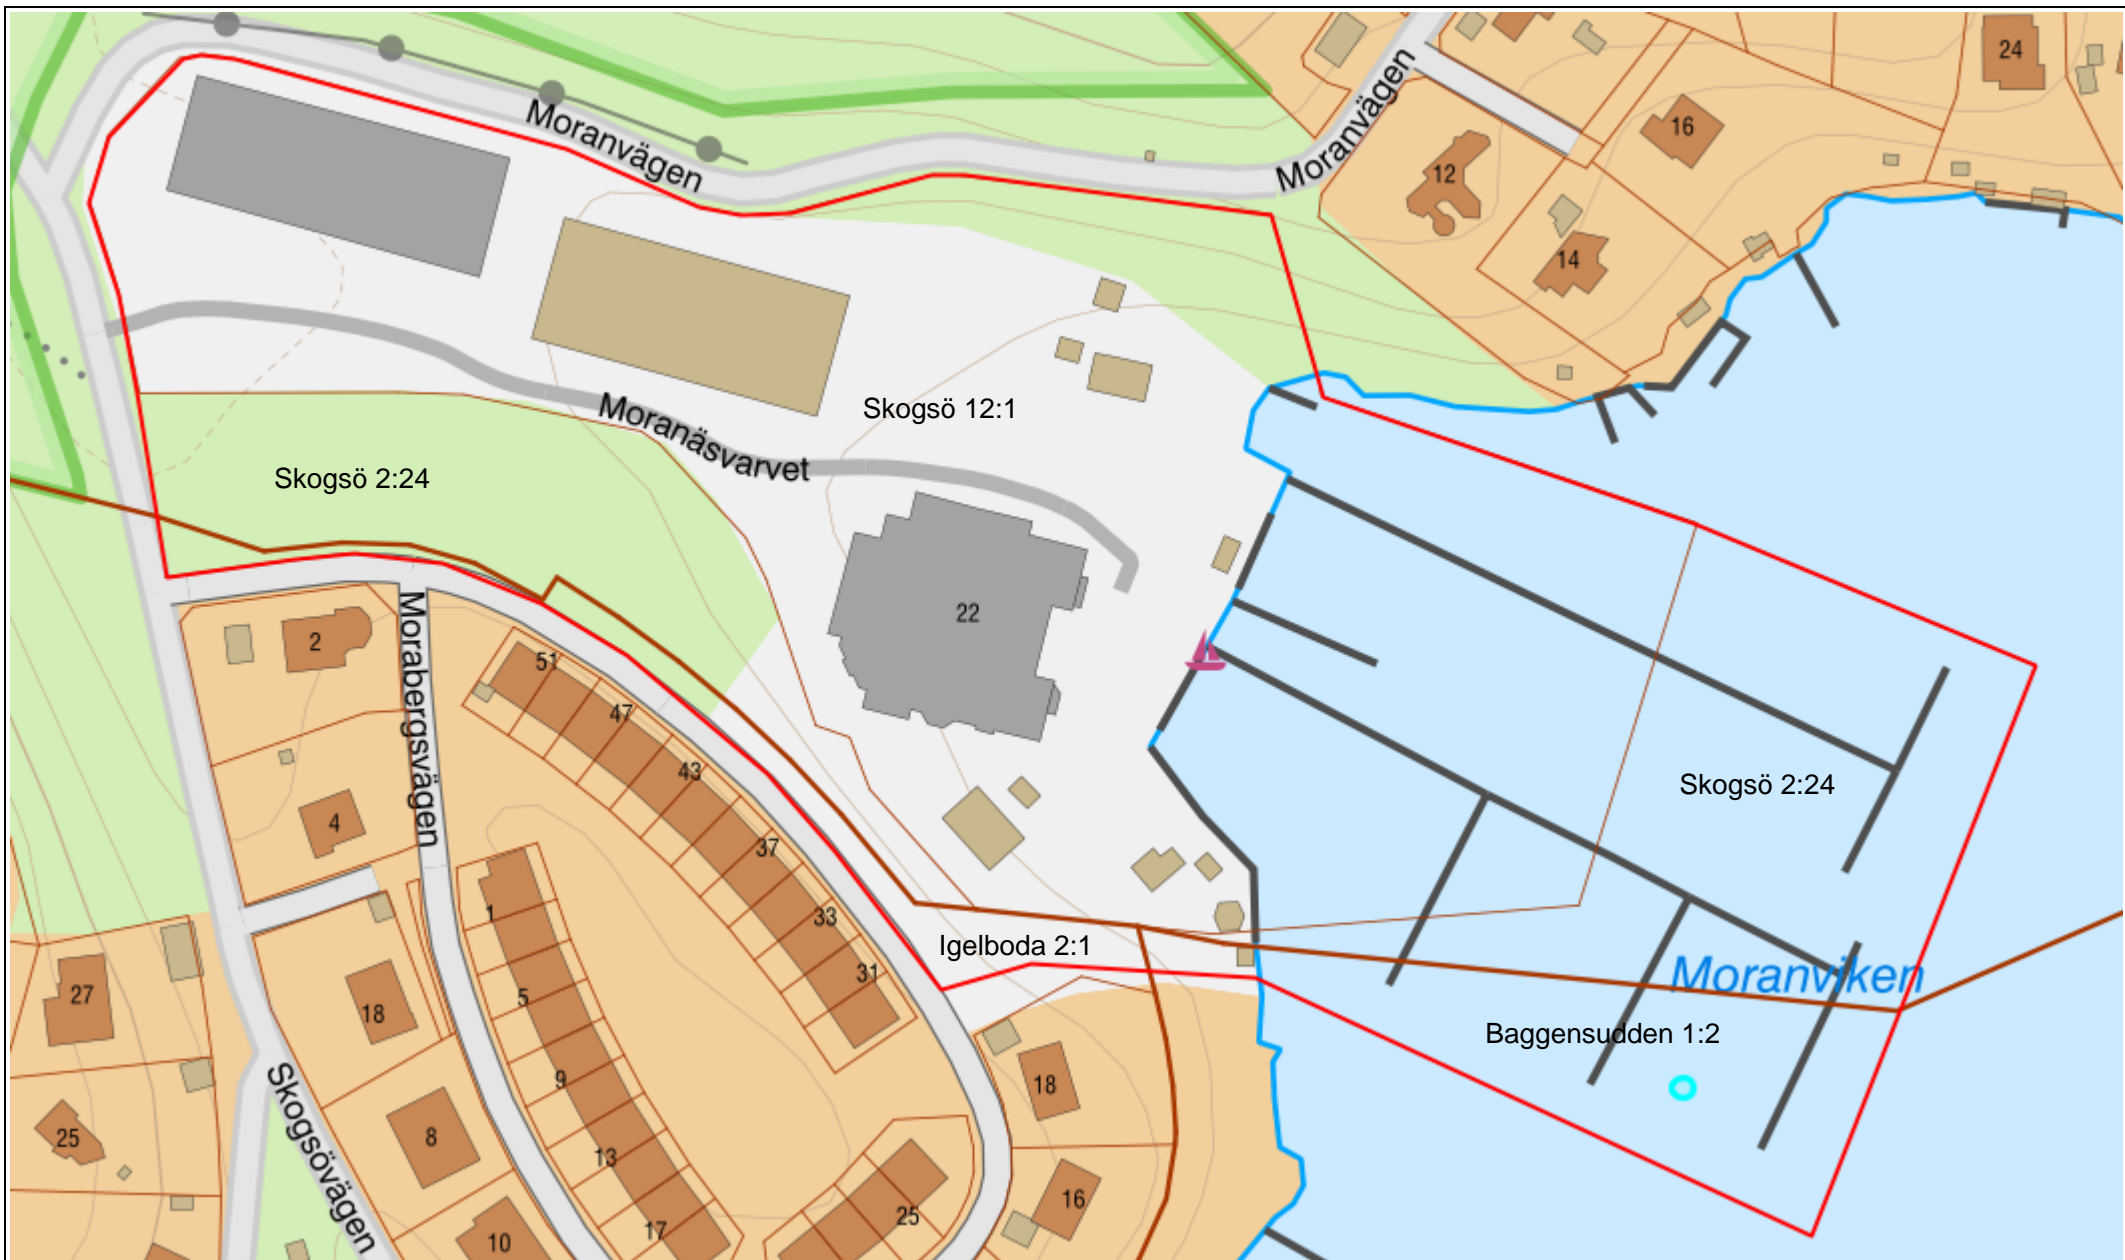 24
Moranvägen
Moranvägen
16
12
14
Skogsö 12:1
Moranäsvarvet
Skogsö 2:24
22
2
Morabergsvägen
51
47
43
4
37
Skogsö 2:24
1
33
Igelboda 2:1
31
Moranviken
27
5
18
Baggensudden 1:2
9
18
25
8
13
Skogsövägen
16
25
17
10